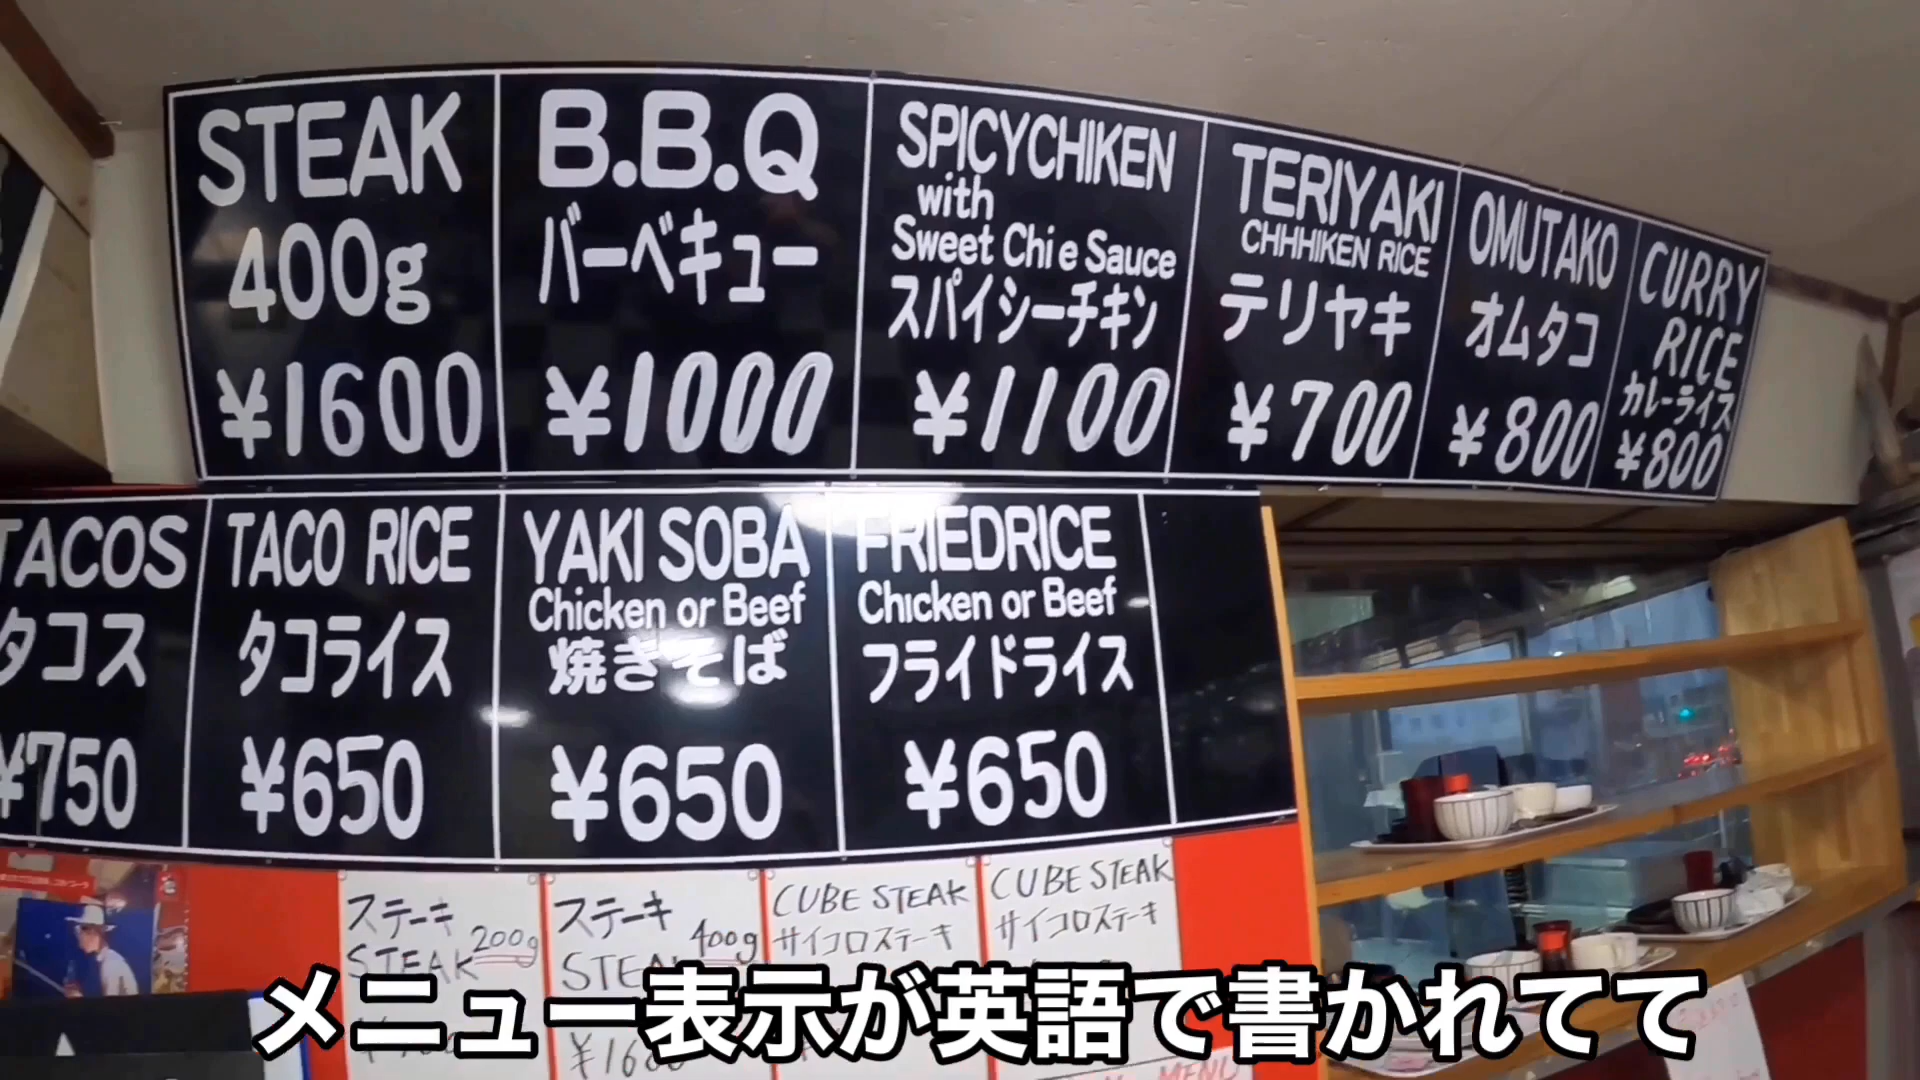 STEAK
400g
¥1600
B.B.Q
バーベキュー
¥1000
SPICYCHIKEN
with
Sweet Chie Sauce
スパイシーチキン
¥1100
TERIYAKI
CHHHIKEN RICE
テリヤキ
¥700
OMUTAKO
オムタコ
¥800
CURRY
RICE
カレーライス
¥800
TACOS
タコス
¥750
TACO RICE
タコライス
¥650
YAKI SOBA
Chicken or Beef
焼きそば
¥650
FRIEDRICE
Chicken or Beef
フライドライス
¥650
ステーキ
STEAK 200g
ステーキ
400g
CUBE STEAK
サイコロステーキ
CUBE STEAK
サイコロステーキ
メニュー表示が英語で書かれてて
MENU